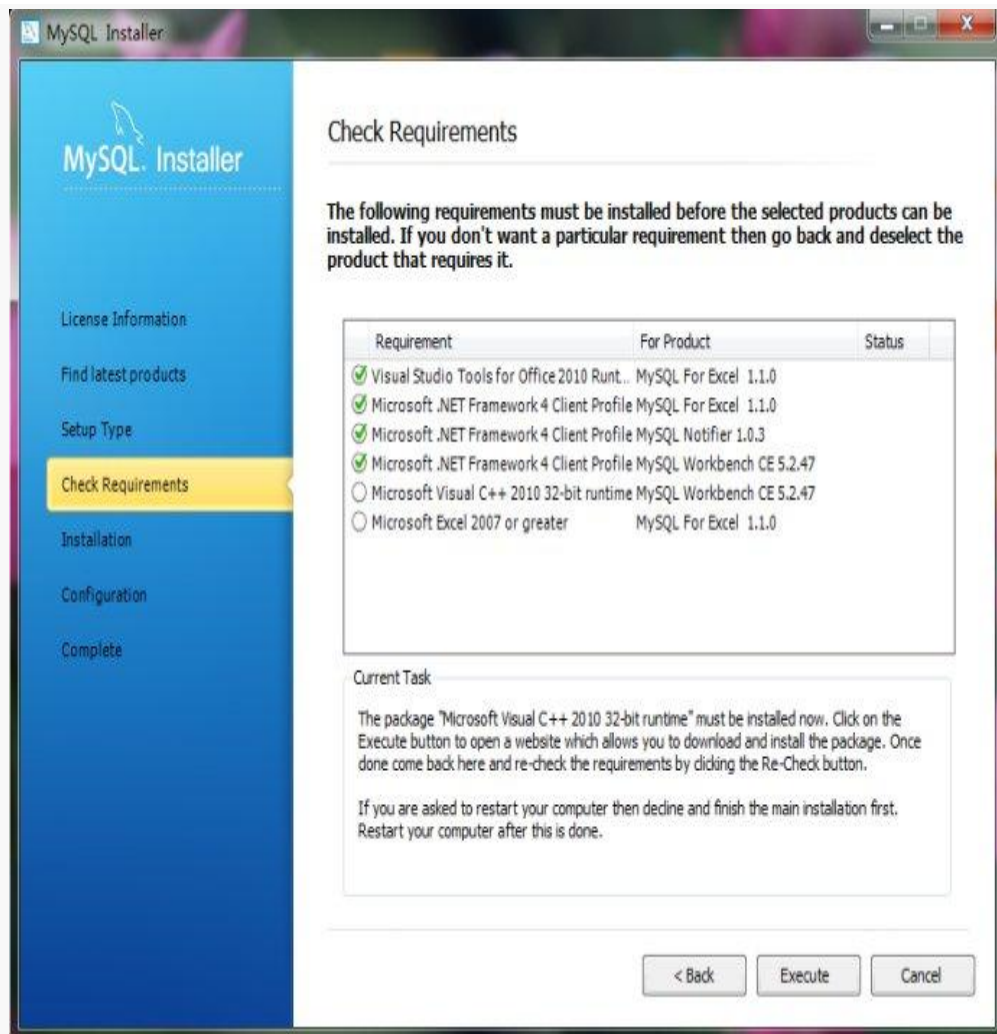 MySQL Installer
MySQL. Installer
License Information
Find latest products
Setup Type
Check Requirements
Installation
Configuration
Complete
Check Requirements
The following requirements must be installed before the selected products can be
installed. If you don't want a particular requirement then go back and deselect the
product that requires it.
Requirement For Product Status
Visual Studio Tools for Office 2010 Runt... MySQL For Excel 1.1.0
Microsoft .NET Framework 4 Client Profile MySQL For Excel 1.1.0
Microsoft .NET Framework 4 Client Profile MySQL Notifier 1.0.3
Microsoft .NET Framework 4 Client Profile MySQL Workbench CE 5.2.47
Microsoft Visual C++ 2010 32-bit runtime MySQL Workbench CE 5.2.47
Microsoft Excel 2007 or greater MySQL For Excel 1.1.0
Current Task
The package "Microsoft Visual C++ 2010 32-bit runtime" must be installed now. Click on the
Execute button to open a website which allows you to download and install the package. Once
done come back here and re-check the requirements by clicking the Re-Check button.
If you are asked to restart your computer then decline and finish the main installation first.
Restart your computer after this is done.
< Back Execute Cancel